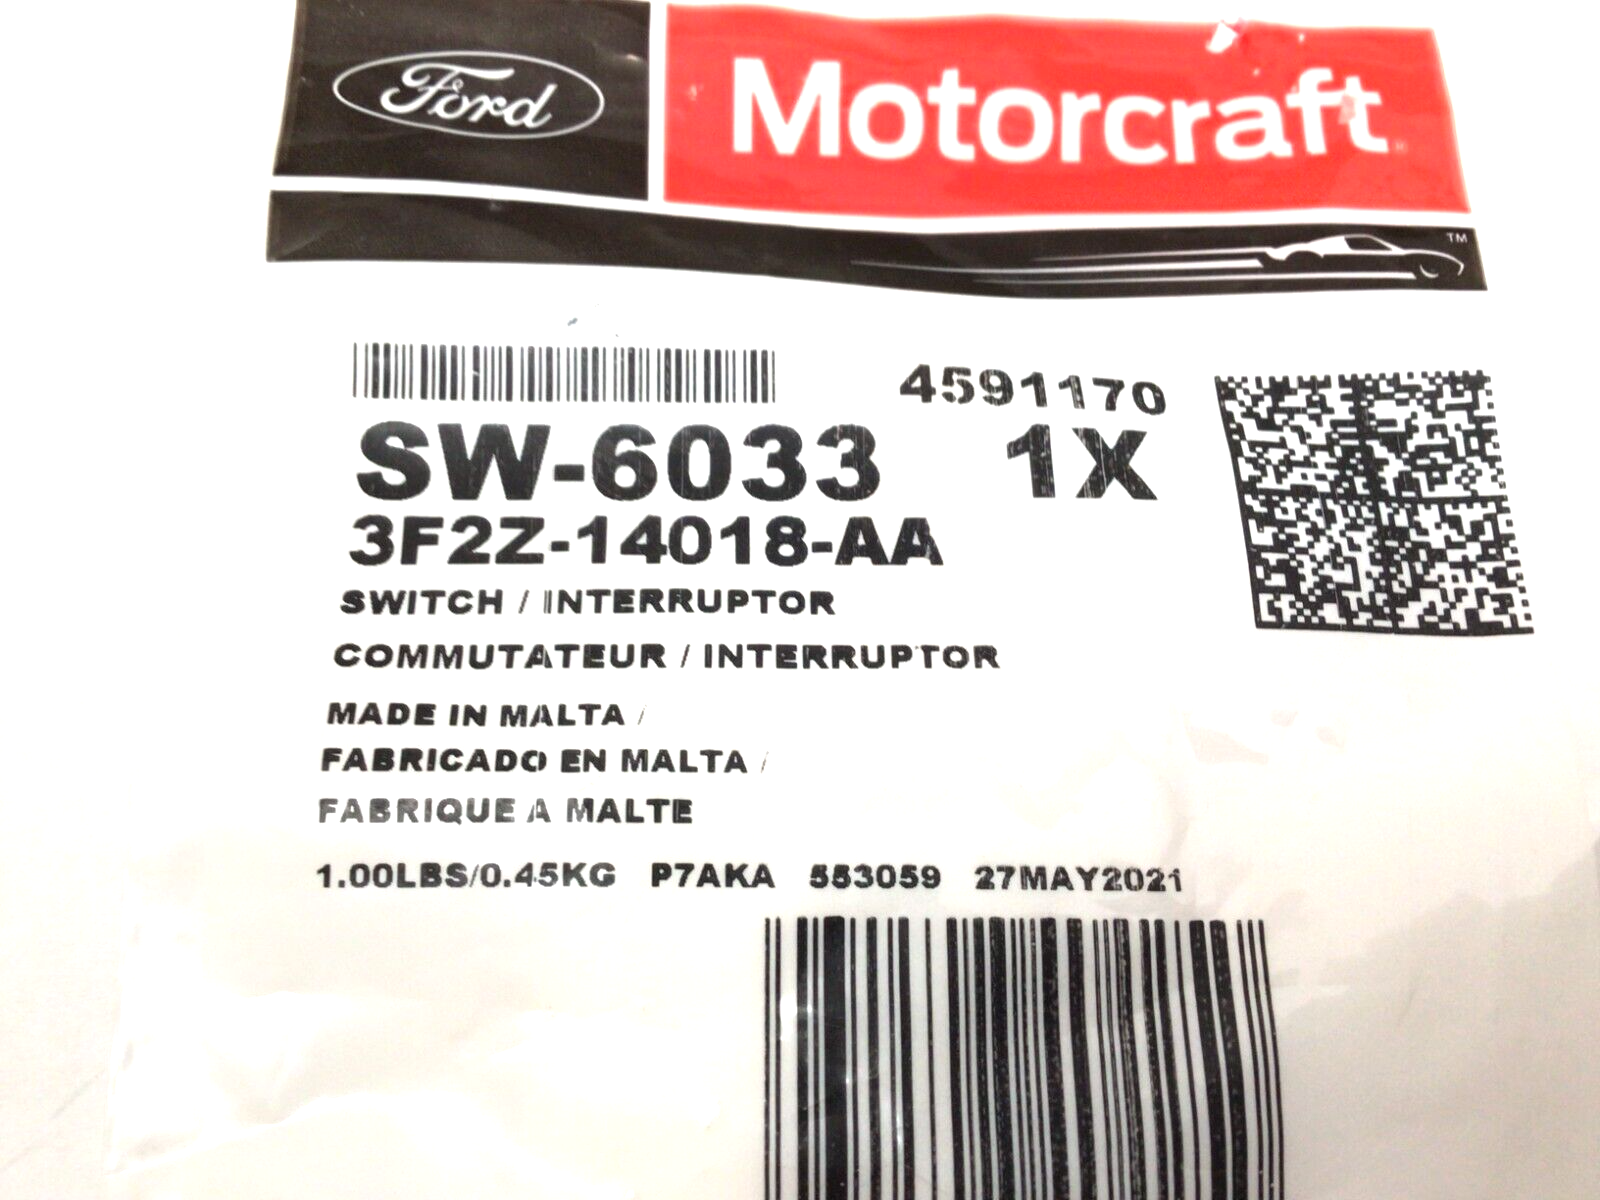 Ford Motorcraft
TM
4591170
SW-6033 1X
3F2Z-14018-AA
SWITCH / INTERRUPTOR
COMMUTATEUR / INTERRUPTOR
MADE IN MALTA /
FABRICADO EN MALTA /
FABRIQUE A MALTE
1.00LBS/0.45KG P7AKA 553059 27MAY2021